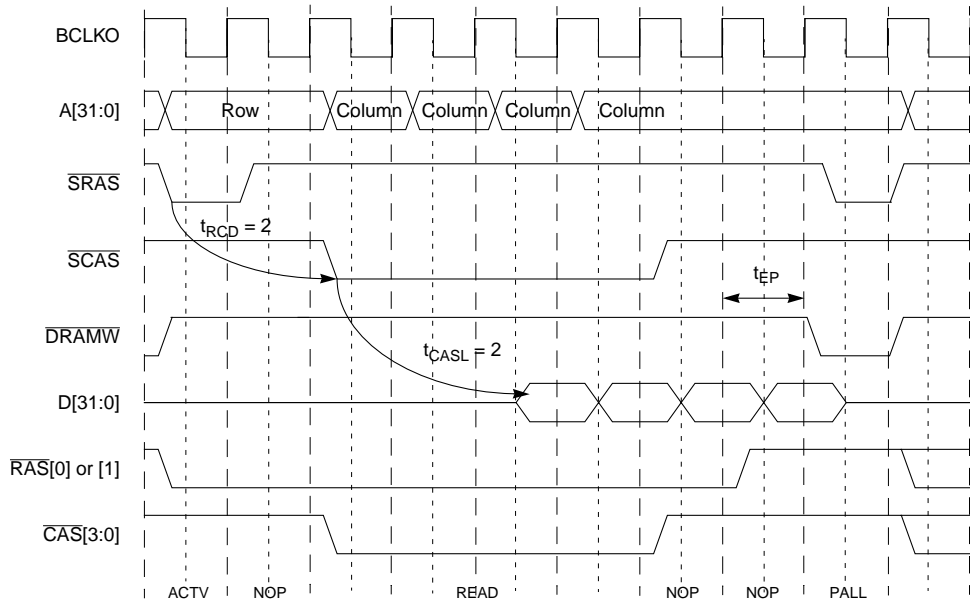 BCLKO
A[31:0] Row Column Column Column Column
SRAS
tRCD = 2
SCAS
tEP
DRAMW
tCASL = 2
D[31:0]
RAS[0] or [1]
CAS[3:0]
ACTV NOP READ NOP NOP PALL